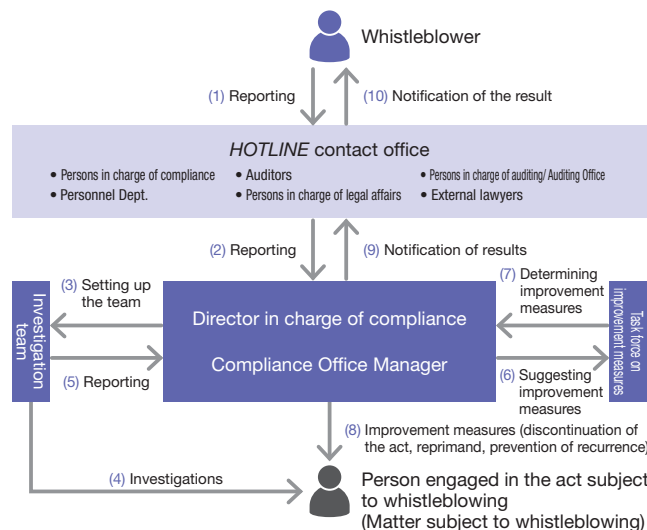 Whistleblower
(1) Reporting
(10) Notification of the result
HOTLINE contact office
• Persons in charge of compliance
• Auditors
• Persons in charge of auditing/ Auditing Office
• Personnel Dept.
• Persons in charge of legal affairs
• External lawyers
(2) Reporting
(9) Notification of results
(3) Setting up
the team
(7) Determining
improvement
measures
Investigation
team
Director in charge of compliance
Compliance Office Manager
Task force on
improvement measures
(5) Reporting
(6) Suggesting
improvement
measures
(8) Improvement measures (discontinuation of
the act, reprimand, prevention of recurrence)
(4) Investigations
Person engaged in the act subject
to whistleblowing
(Matter subject to whistleblowing)